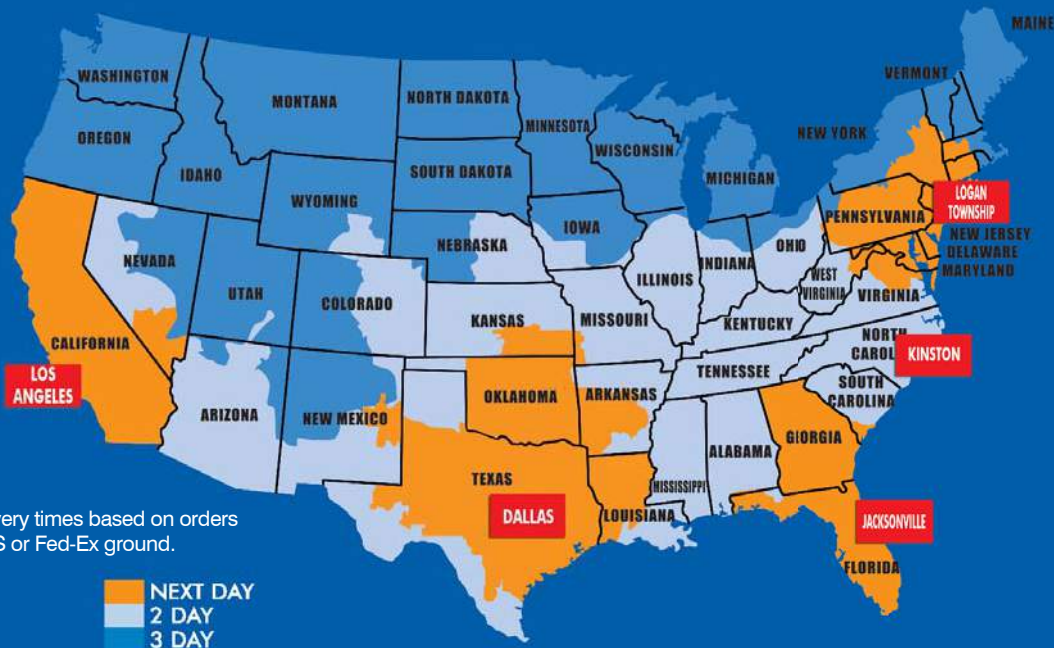 MAINE
WASHINGTON
VERMONT
MONTANA
NORTH DAKOTA
MINNESOTA
NEW YORK
OREGON
WISCONSIN
IDAHO
SOUTH DAKOTA
MICHIGAN
LOGAN
TOWNSHIP
WYOMING
PENNSYLVANIA
IOWA
NEW JERSEY
NEBRASKA
OHIO
DELAWARE
NEVADA
INDIANA
MARYLAND
ILLINOIS
WEST
VIRGINIA
UTAH
COLORADO
VIRGINIA
KANSAS
MISSOURI
KENTUCKY
NORTH
CAROL
KINSTON
CALIFORNIA
LOS
ANGELES
TENNESSEE
SOUTH
CAROLINA
OKLAHOMA
ARKANSAS
ARIZONA
NEW MEXICO
GEORGIA
ALABAMA
TEXAS
MISSISSIPPI
DALLAS
LOUISIANA
JACKSONVILLE
FLORIDA
very times based on orders
S or Fed-Ex ground.
NEXT DAY
2 DAY
3 DAY